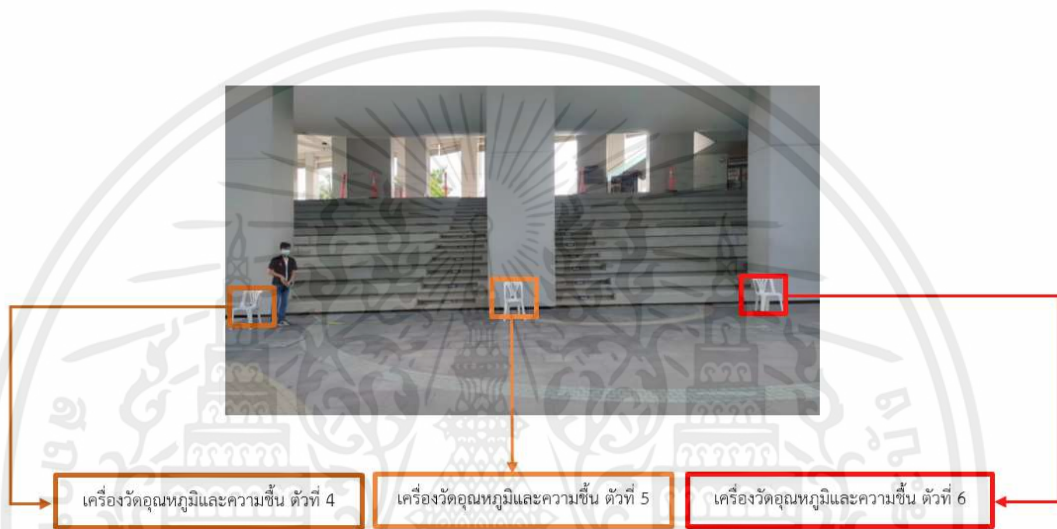 เครื่องวัดอุณหภูมิและความชื้น ตัวที่ 4
เครื่องวัดอุณหภูมิและความชื้น ตัวที่ 5
เครื่องวัดอุณหภูมิและความชื้น ตัวที่ 6